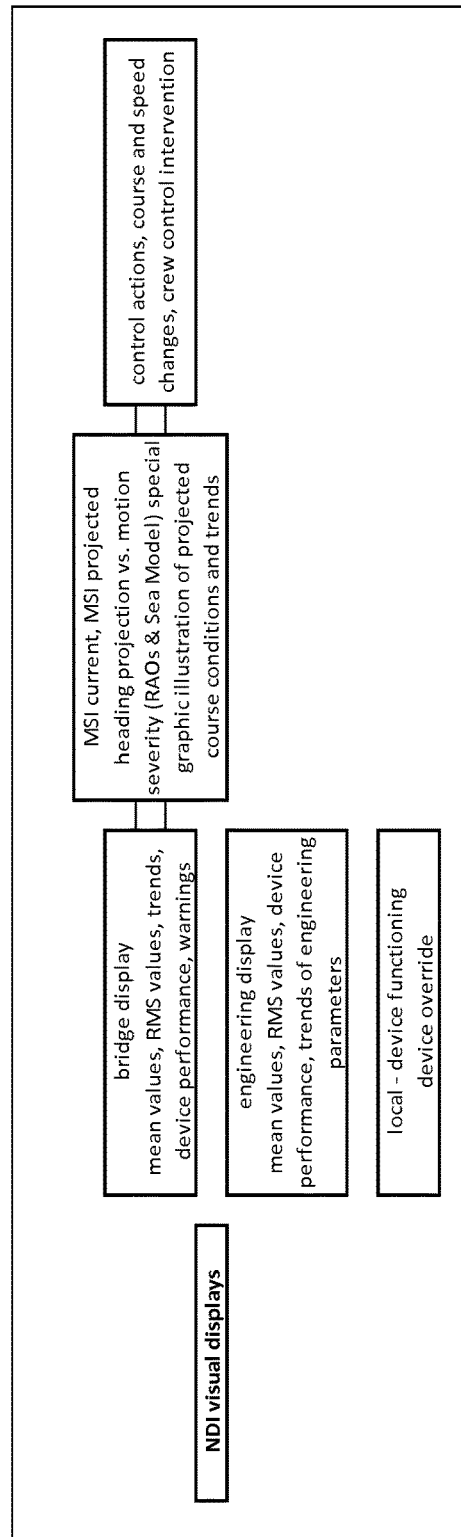 NDI visual displays
bridge display
mean values, RMS values, trends,
device performance, warnings
engineering display
mean values, RMS values, device
performance, trends of engineering
parameters
local - device functioning
device override
MSI current, MSI projected
heading projection vs. motion
severity (RAOs & Sea Model) special
graphic illustration of projected
course conditions and trends
control actions, course and speed
changes, crew control intervention